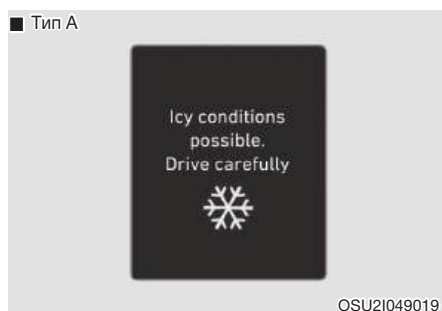 ■ Тип A
Icy conditions
possible.
Drive carefully
OSU2I049019